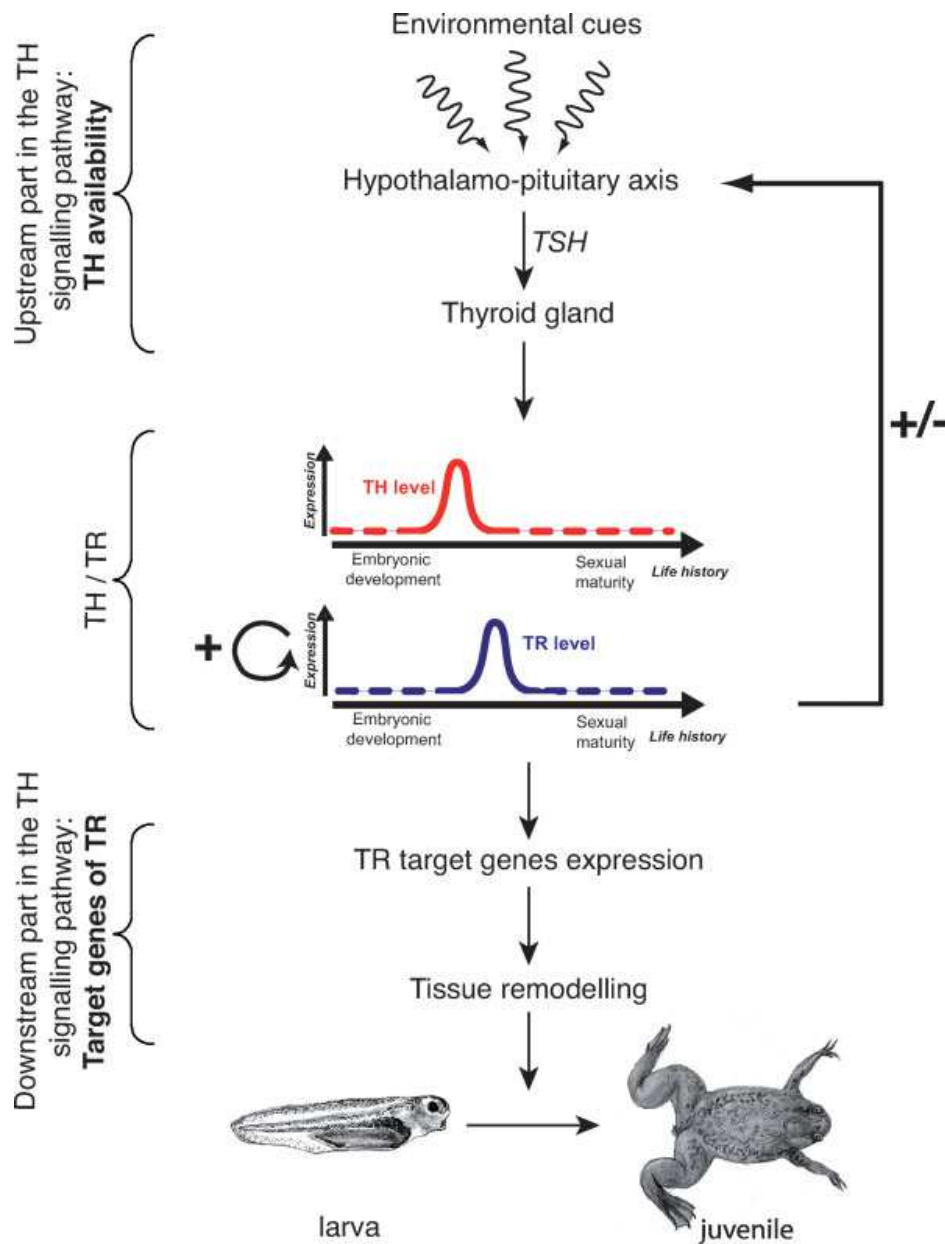 Environmental cues
Upstream part in the TH
signalling pathway:
TH availability
Hypothalamo-pituitary axis
TSH
Thyroid gland
+/-
TH / TR
Expression
TH level
Embryonic
development
Sexual
maturity
Life history
+
Expression
TR level
Embryonic
development
Sexual
maturity
Life history
Downstream part in the TH
signalling pathway:
Target genes of TR
TR target genes expression
Tissue remodelling
larva
juvenile